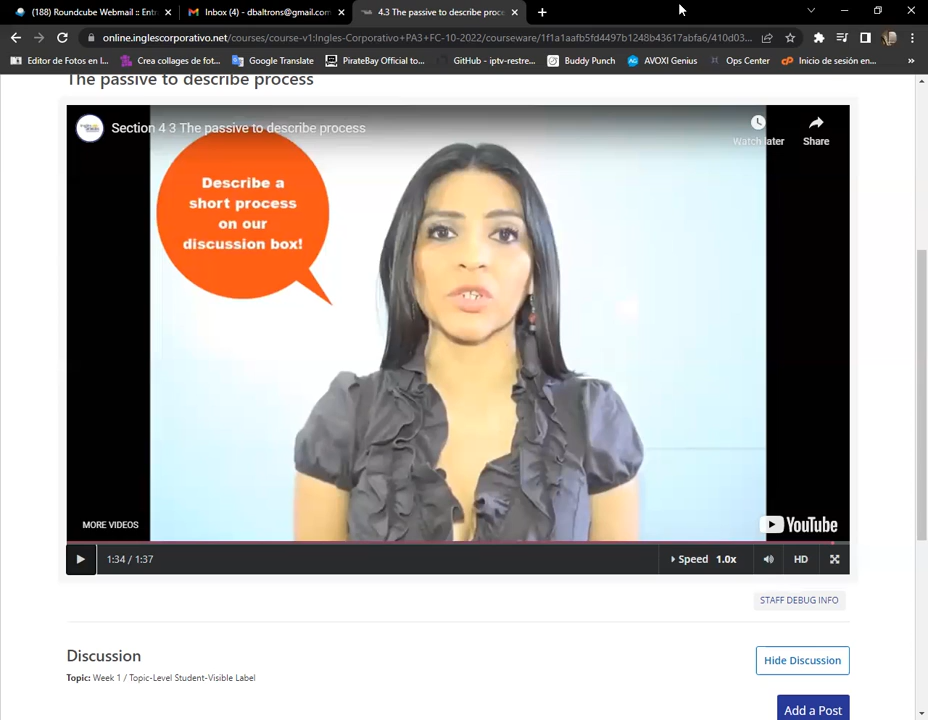 (188) Roundcube Webmail :: Entr
Inbox (4) - dbaltrons@gmail.com
4.3 The passive to describe proce
online.inglescorporativo.net/courses/course-v1:Ingles-Corporativo+PA3+FC-10-2022/courseware/1f1a1aafb5fd4497b1248b43617abfa6/410d03...
Editor de Fotos en l...
Crea collages de fot...
Google Translate
PirateBay Official to...
GitHub - iptv-restre...
Buddy Punch
AVOXI Genius
Ops Center
Inicio de sesión en...
The passive to describe process
Section 4 3 The passive to describe process
Watch later
Share
Describe a
short process
on our
discussion box!
MORE VIDEOS
YouTube
1:34 / 1:37
Speed 1.0x
HD
STAFF DEBUG INFO
Discussion
Hide Discussion
Topic: Week 1 / Topic-Level Student-Visible Label
Add a Post